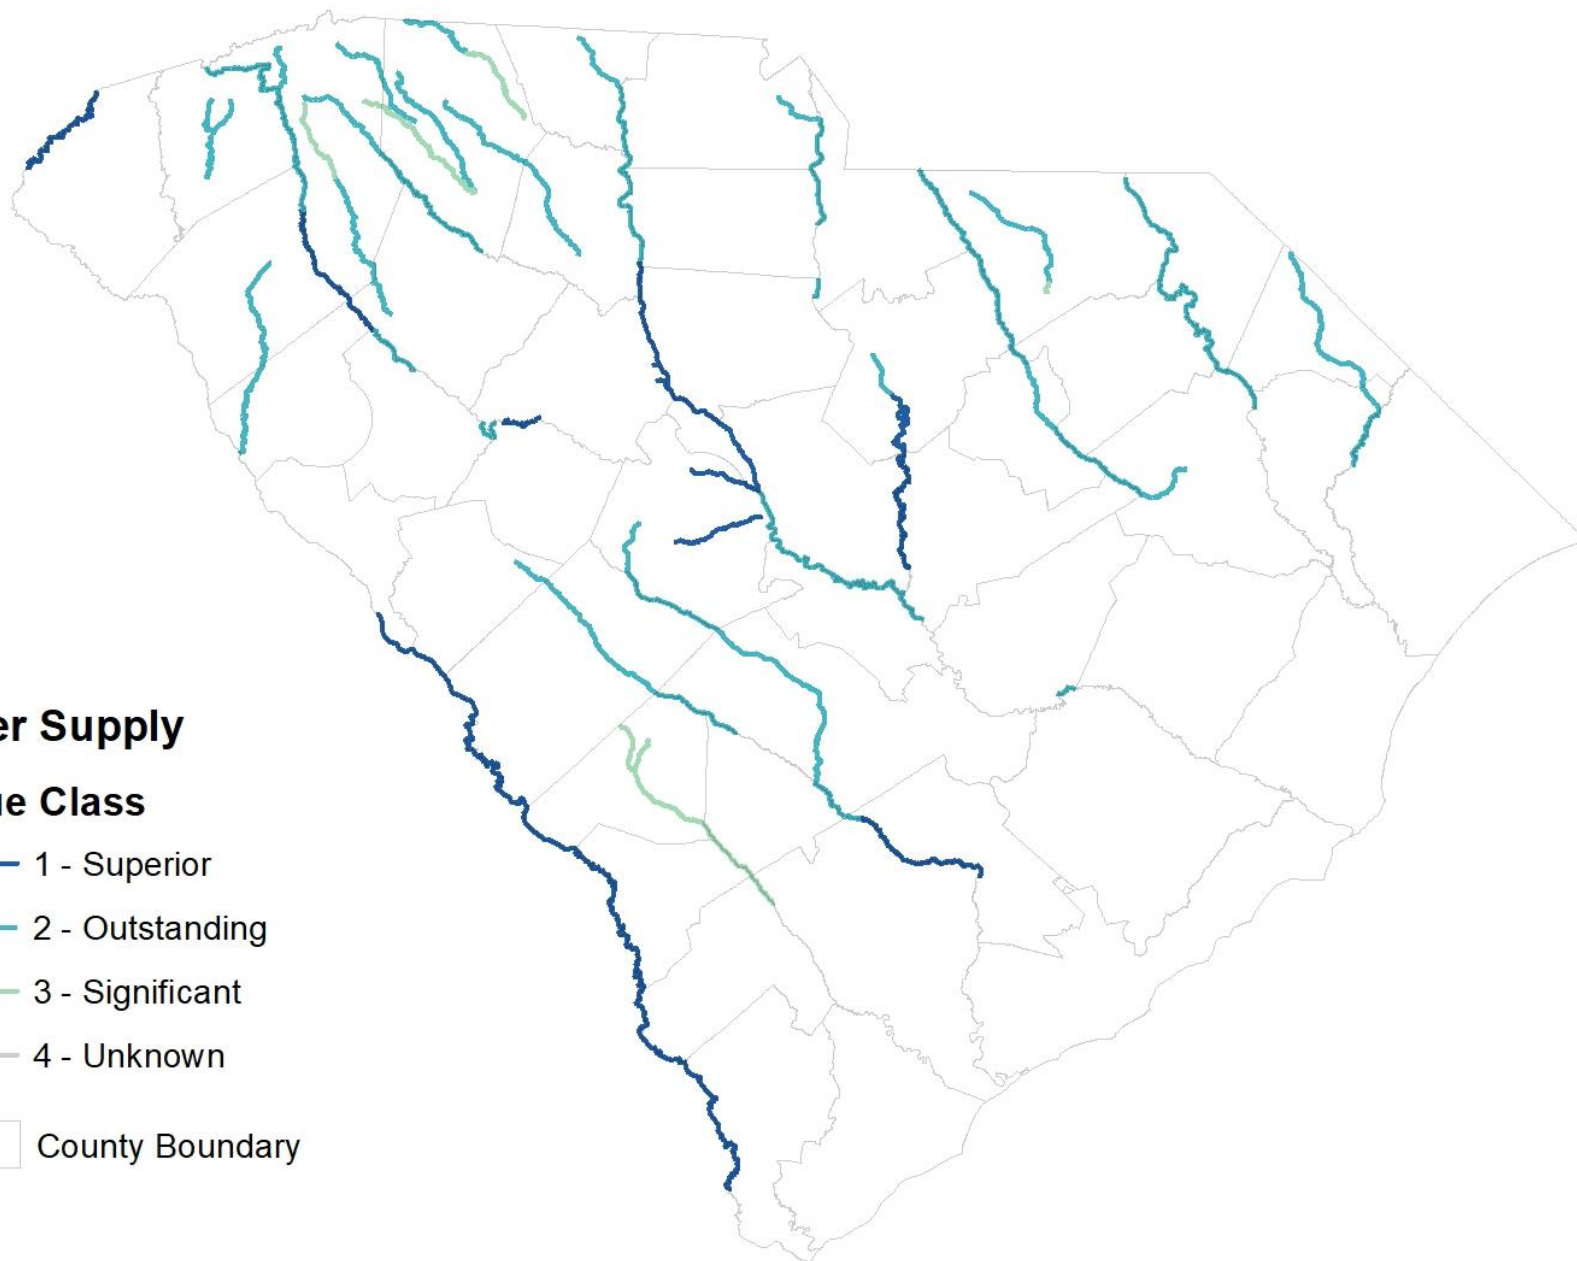 er Supply
ue Class
1 - Superior
2 - Outstanding
3 - Significant
4 - Unknown
County Boundary